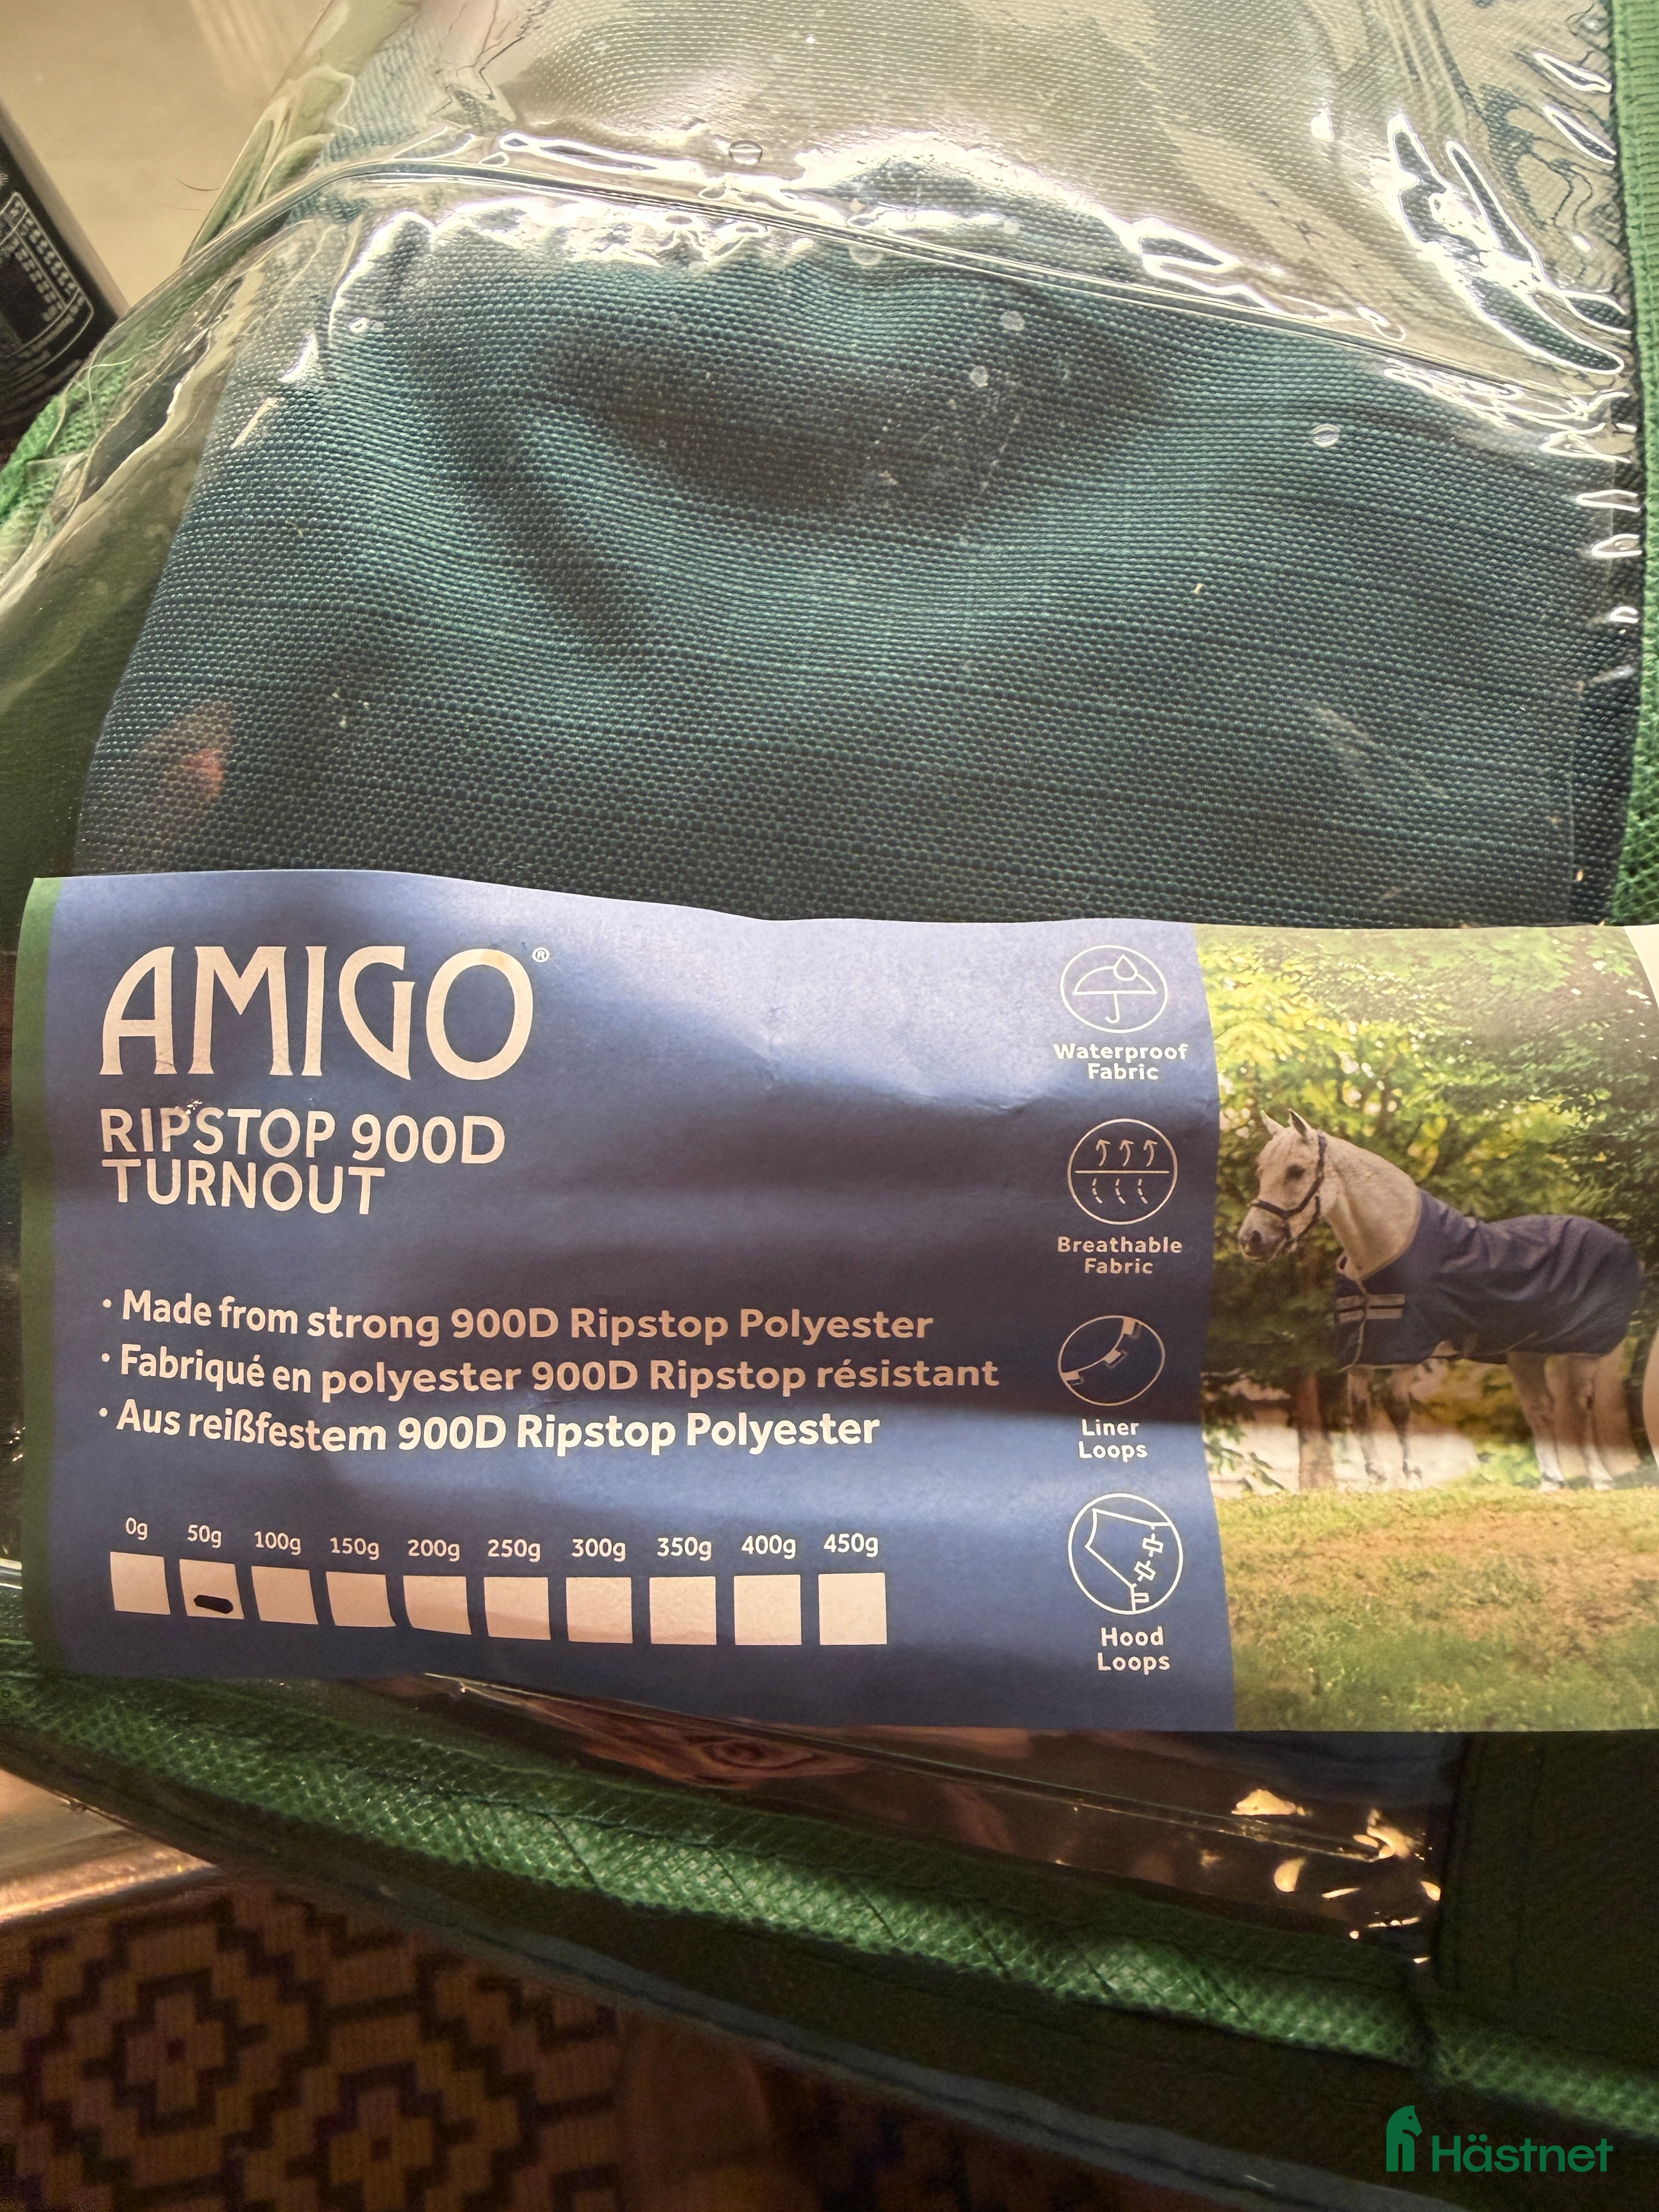 AMIGO®
RIPSTOP 900D
TURNOUT
• Made from strong 900D Ripstop Polyester
• Fabriqué en polyester 900D Ripstop résistant
• Aus reißfestem 900D Ripstop Polyester
0g 50g 100g 150g 200g 250g 300g 350g 400g 450g
Waterproof
Fabric
Breathable
Fabric
Liner
Loops
Hood
Loops
Hästnet